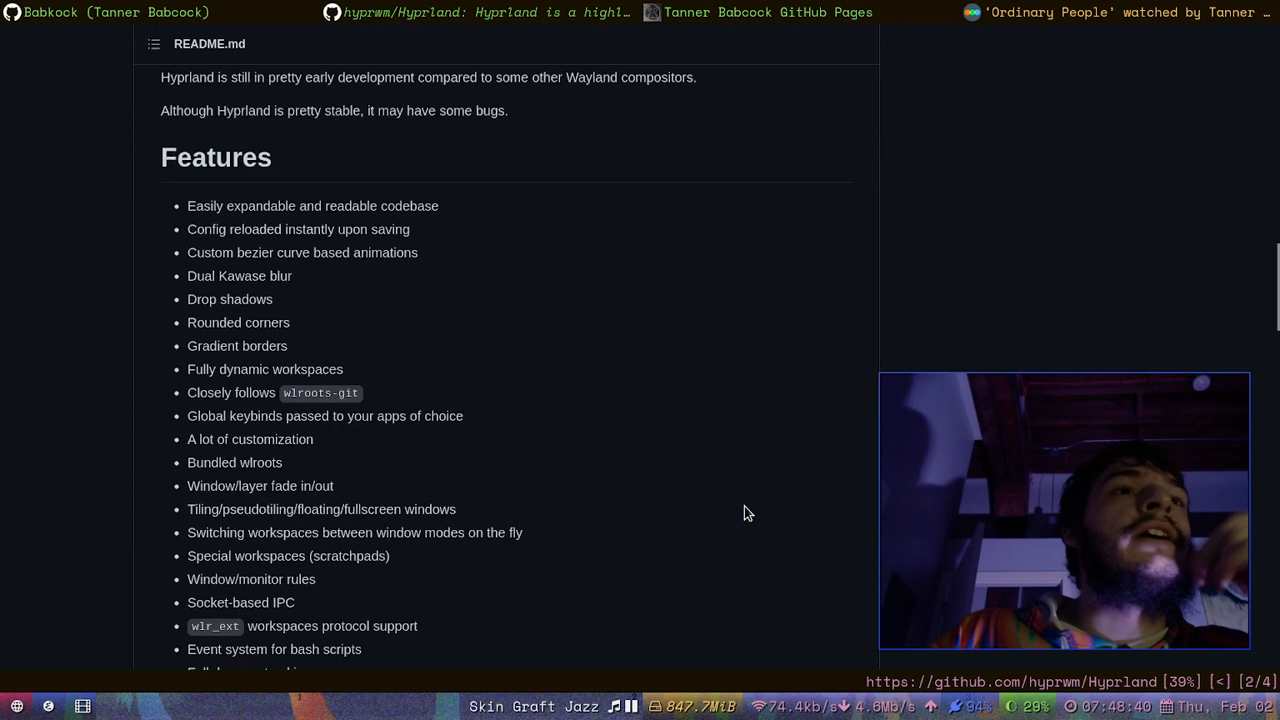 Babkock (Tanner Babcock)
hyprwm/Hyprland: Hyprland is a highl…
Tanner Babcock GitHub Pages
‘Ordinary People’ watched by Tanner …
README.md
Hyprland is still in pretty early development compared to some other Wayland compositors.
Although Hyprland is pretty stable, it may have some bugs.
Features
Easily expandable and readable codebase
Config reloaded instantly upon saving
Custom bezier curve based animations
Dual Kawase blur
Drop shadows
Rounded corners
Gradient borders
Fully dynamic workspaces
Closely follows wlroots-git
Global keybinds passed to your apps of choice
A lot of customization
Bundled wlroots
Window/layer fade in/out
Tiling/pseudotiling/floating/fullscreen windows
Switching workspaces between window modes on the fly
Special workspaces (scratchpads)
Window/monitor rules
Socket-based IPC
wlr_ext workspaces protocol support
Event system for bash scripts
https://github.com/hyprwm/Hyprland [39%] [<] [2/4]
Skin Graft Jazz 847.7MiB 74.4kb/s 4.6Mb/s 94% 29% 07:48:40 Thu, Feb 02